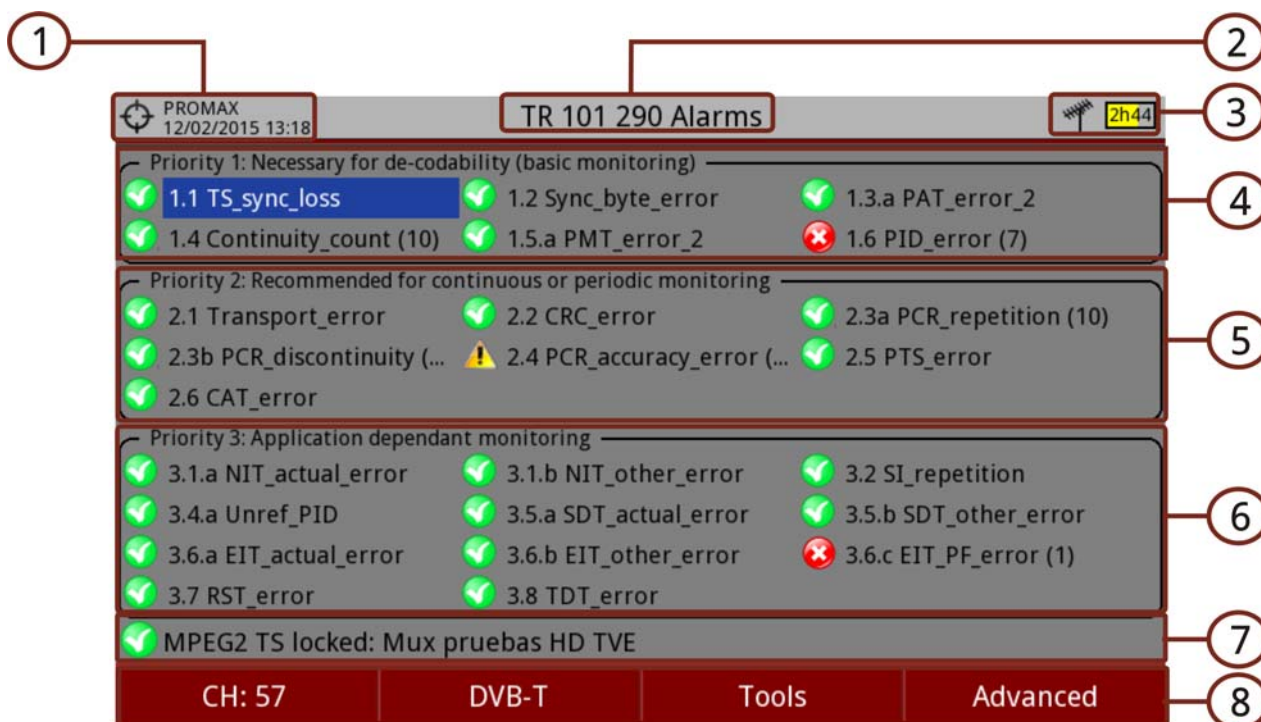 1
2
PROMAX
12/02/2015 13:18
TR 101 290 Alarms
2h44
3
Priority 1: Necessary for de-codability (basic monitoring)
1.1 TS_sync_loss 1.2 Sync_byte_error 1.3.a PAT_error_2
4
1.4 Continuity_count (10) 1.5.a PMT_error_2 1.6 PID_error (7)
Priority 2: Recommended for continuous or periodic monitoring
2.1 Transport_error 2.2 CRC_error 2.3a PCR_repetition (10)
5
2.3b PCR_discontinuity (... 2.4 PCR_accuracy_error (... 2.5 PTS_error
2.6 CAT_error
Priority 3: Application dependant monitoring
3.1.a NIT_actual_error 3.1.b NIT_other_error 3.2 SI_repetition
3.4.a Unref_PID 3.5.a SDT_actual_error 3.5.b SDT_other_error
6
3.6.a EIT_actual_error 3.6.b EIT_other_error 3.6.c EIT_PF_error (1)
3.7 RST_error 3.8 TDT_error
MPEG2 TS locked: Mux pruebas HD TVE
7
CH: 57 DVB-T Tools Advanced
8